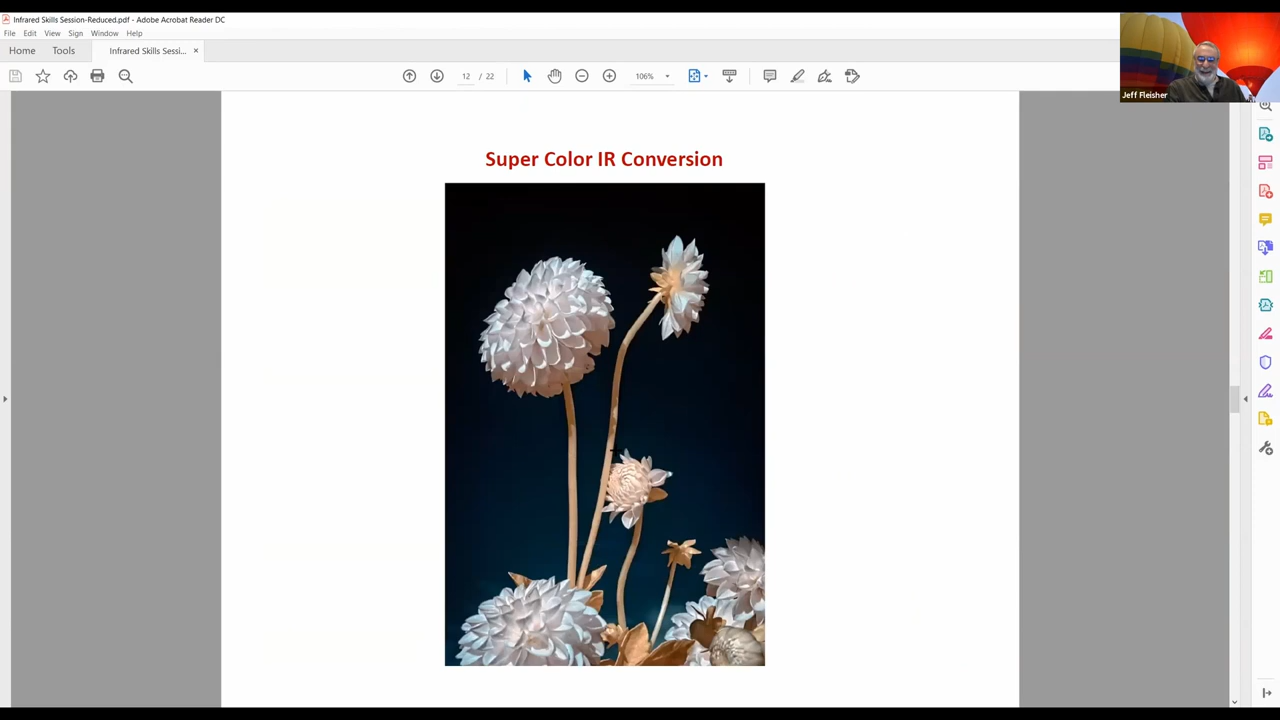 Infrared Skills Session-Reduced.pdf - Adobe Acrobat Reader DC
File Edit View Sign Window Help
Home Tools Infrared Skills Sessi... ×
12 / 22 106%
Jeff Fleisher
Super Color IR Conversion